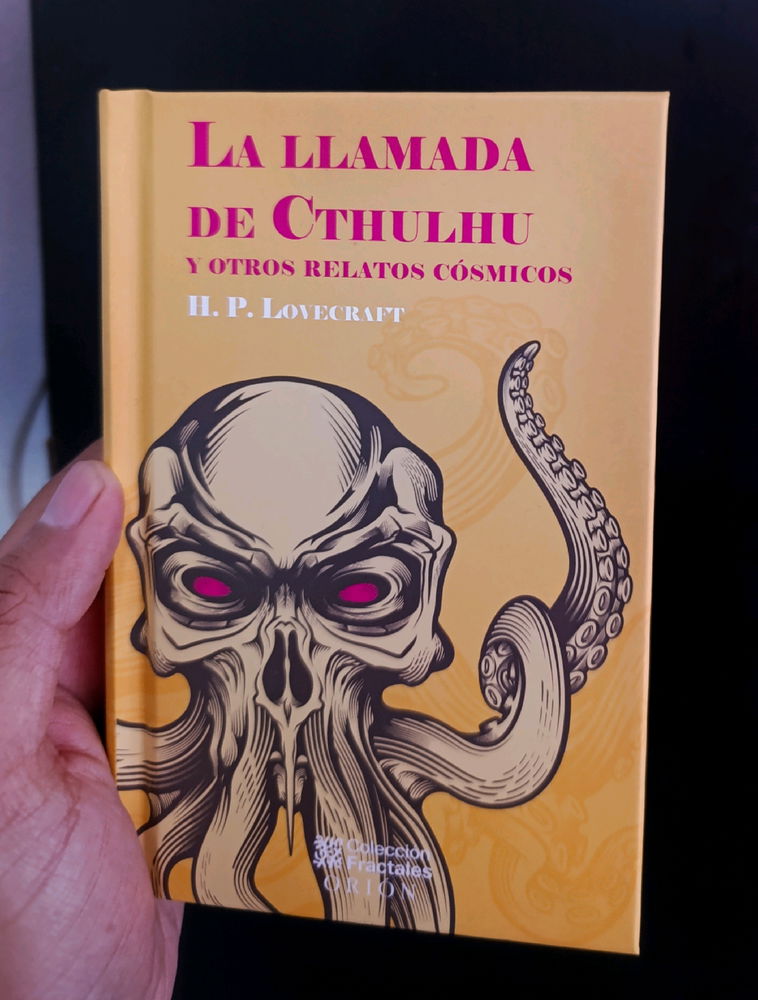 La llamada
de Cthulhu
y otros relatos cósmicos
H. P. Lovecraft
Colección
Fractales
ORIÓN